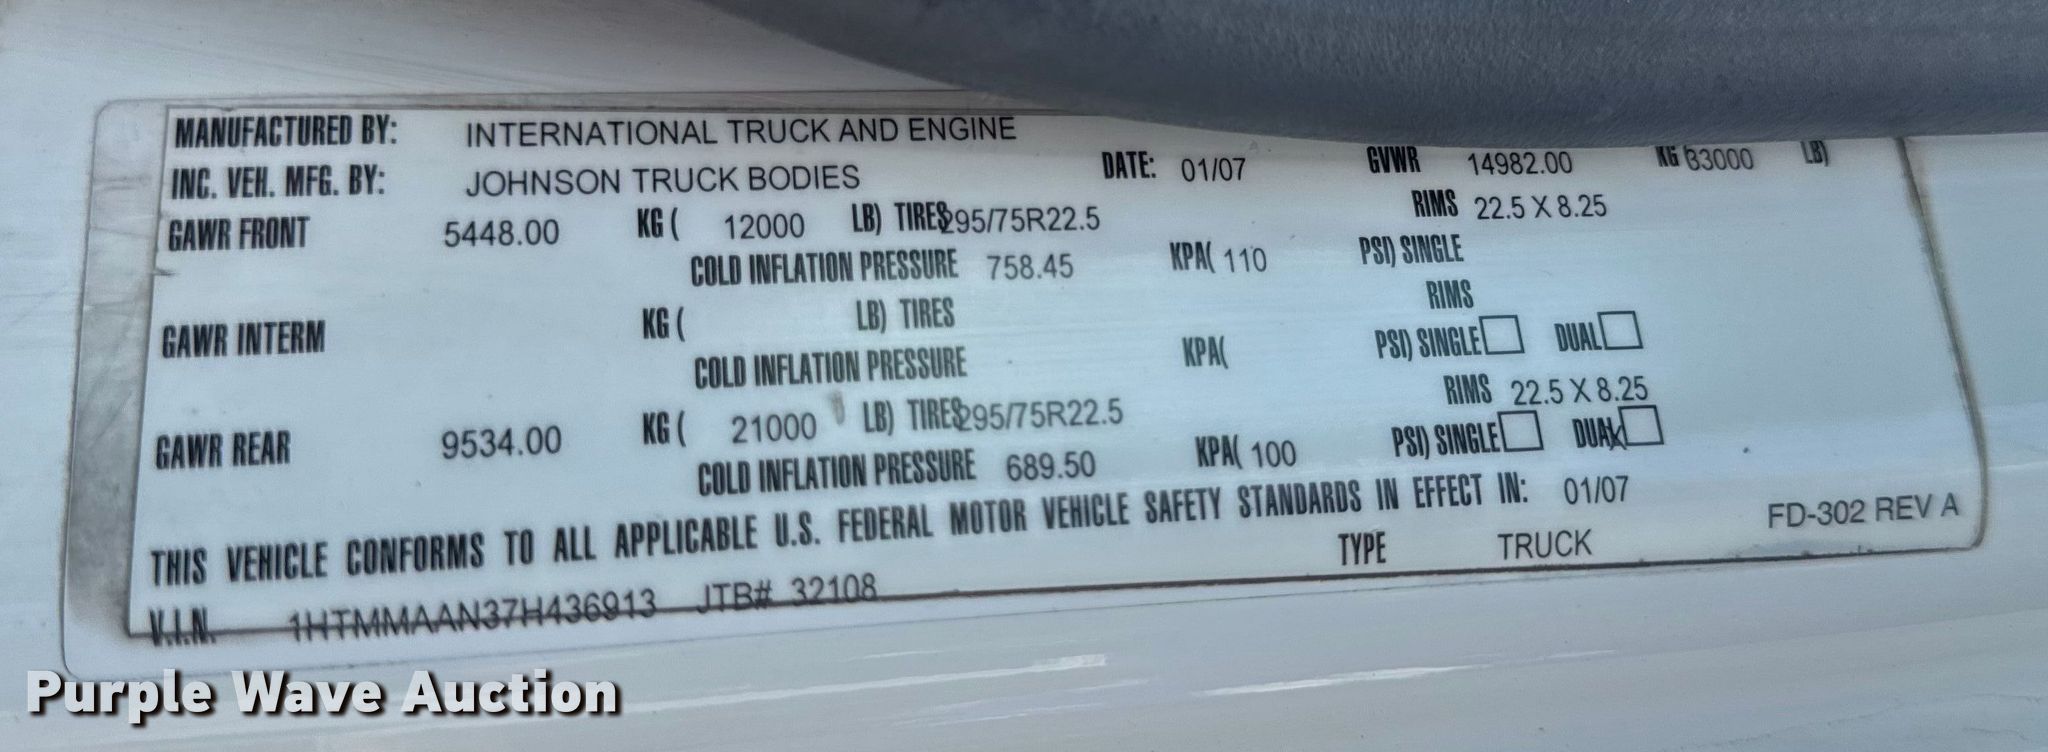 MANUFACTURED BY: INTERNATIONAL TRUCK AND ENGINE
INC. VEH. MFG. BY: JOHNSON TRUCK BODIES DATE: 01/07 GVWR 14982.00 KG (33000 LB)
GAWR FRONT 5448.00 KG ( 12000 LB) TIRES 295/75R22.5 RIMS 22.5 X 8.25
COLD INFLATION PRESSURE 758.45 KPA( 110 PSI) SINGLE
GAWR INTERM KG ( LB) TIRES RIMS
COLD INFLATION PRESSURE KPA( PSI) SINGLE DUAL
GAWR REAR 9534.00 KG ( 21000 LB) TIRES 295/75R22.5 RIMS 22.5 X 8.25
COLD INFLATION PRESSURE 689.50 KPA( 100 PSI) SINGLE DUAL X
THIS VEHICLE CONFORMS TO ALL APPLICABLE U.S. FEDERAL MOTOR VEHICLE SAFETY STANDARDS IN EFFECT IN: 01/07
V.I.N. 1HTMMAAN37H436913 JTB# 32108 TYPE TRUCK FD-302 REV A
Purple Wave Auction